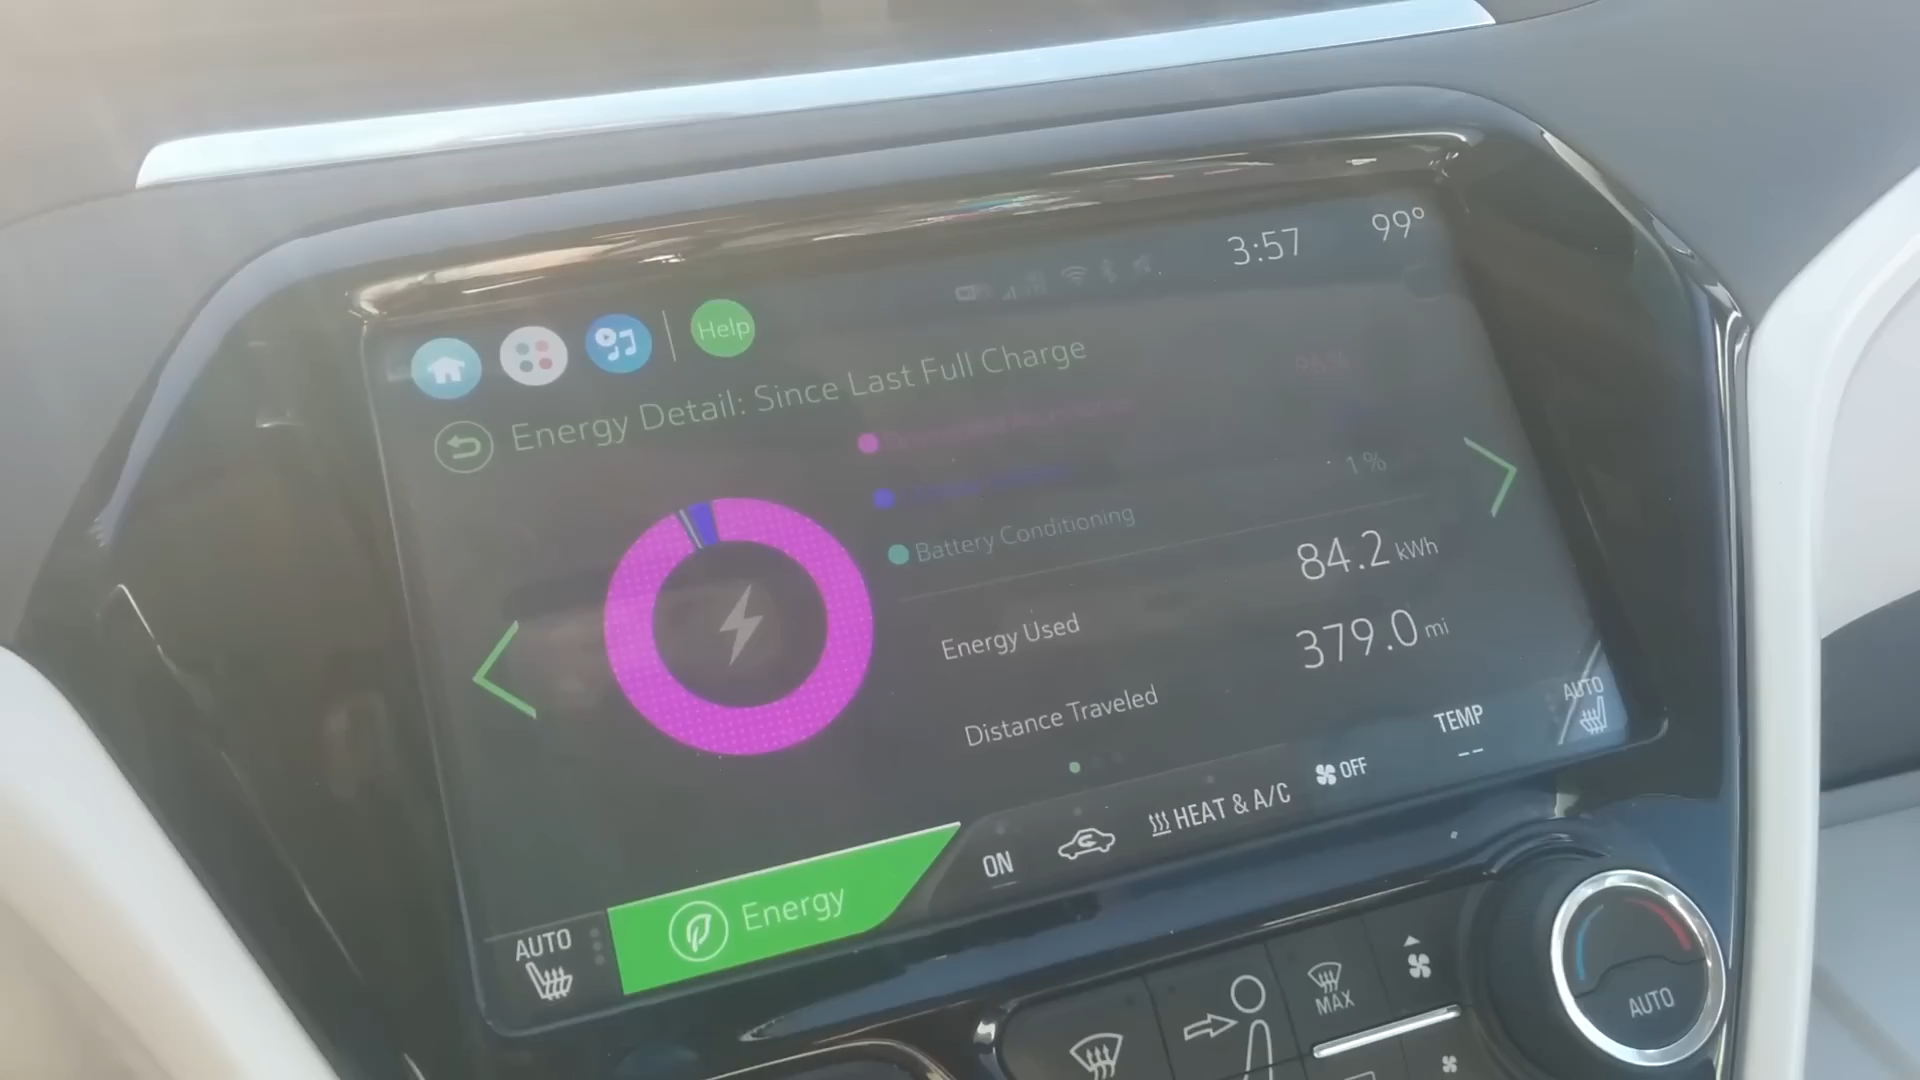 3:57 99°
Help
Energy Detail: Since Last Full Charge
Battery Conditioning 1 %
Energy Used 84.2 kWh
Distance Traveled 379.0 mi
AUTO
TEMP
--
OFF
HEAT & A/C
ON
Energy
AUTO
MAX
AUTO